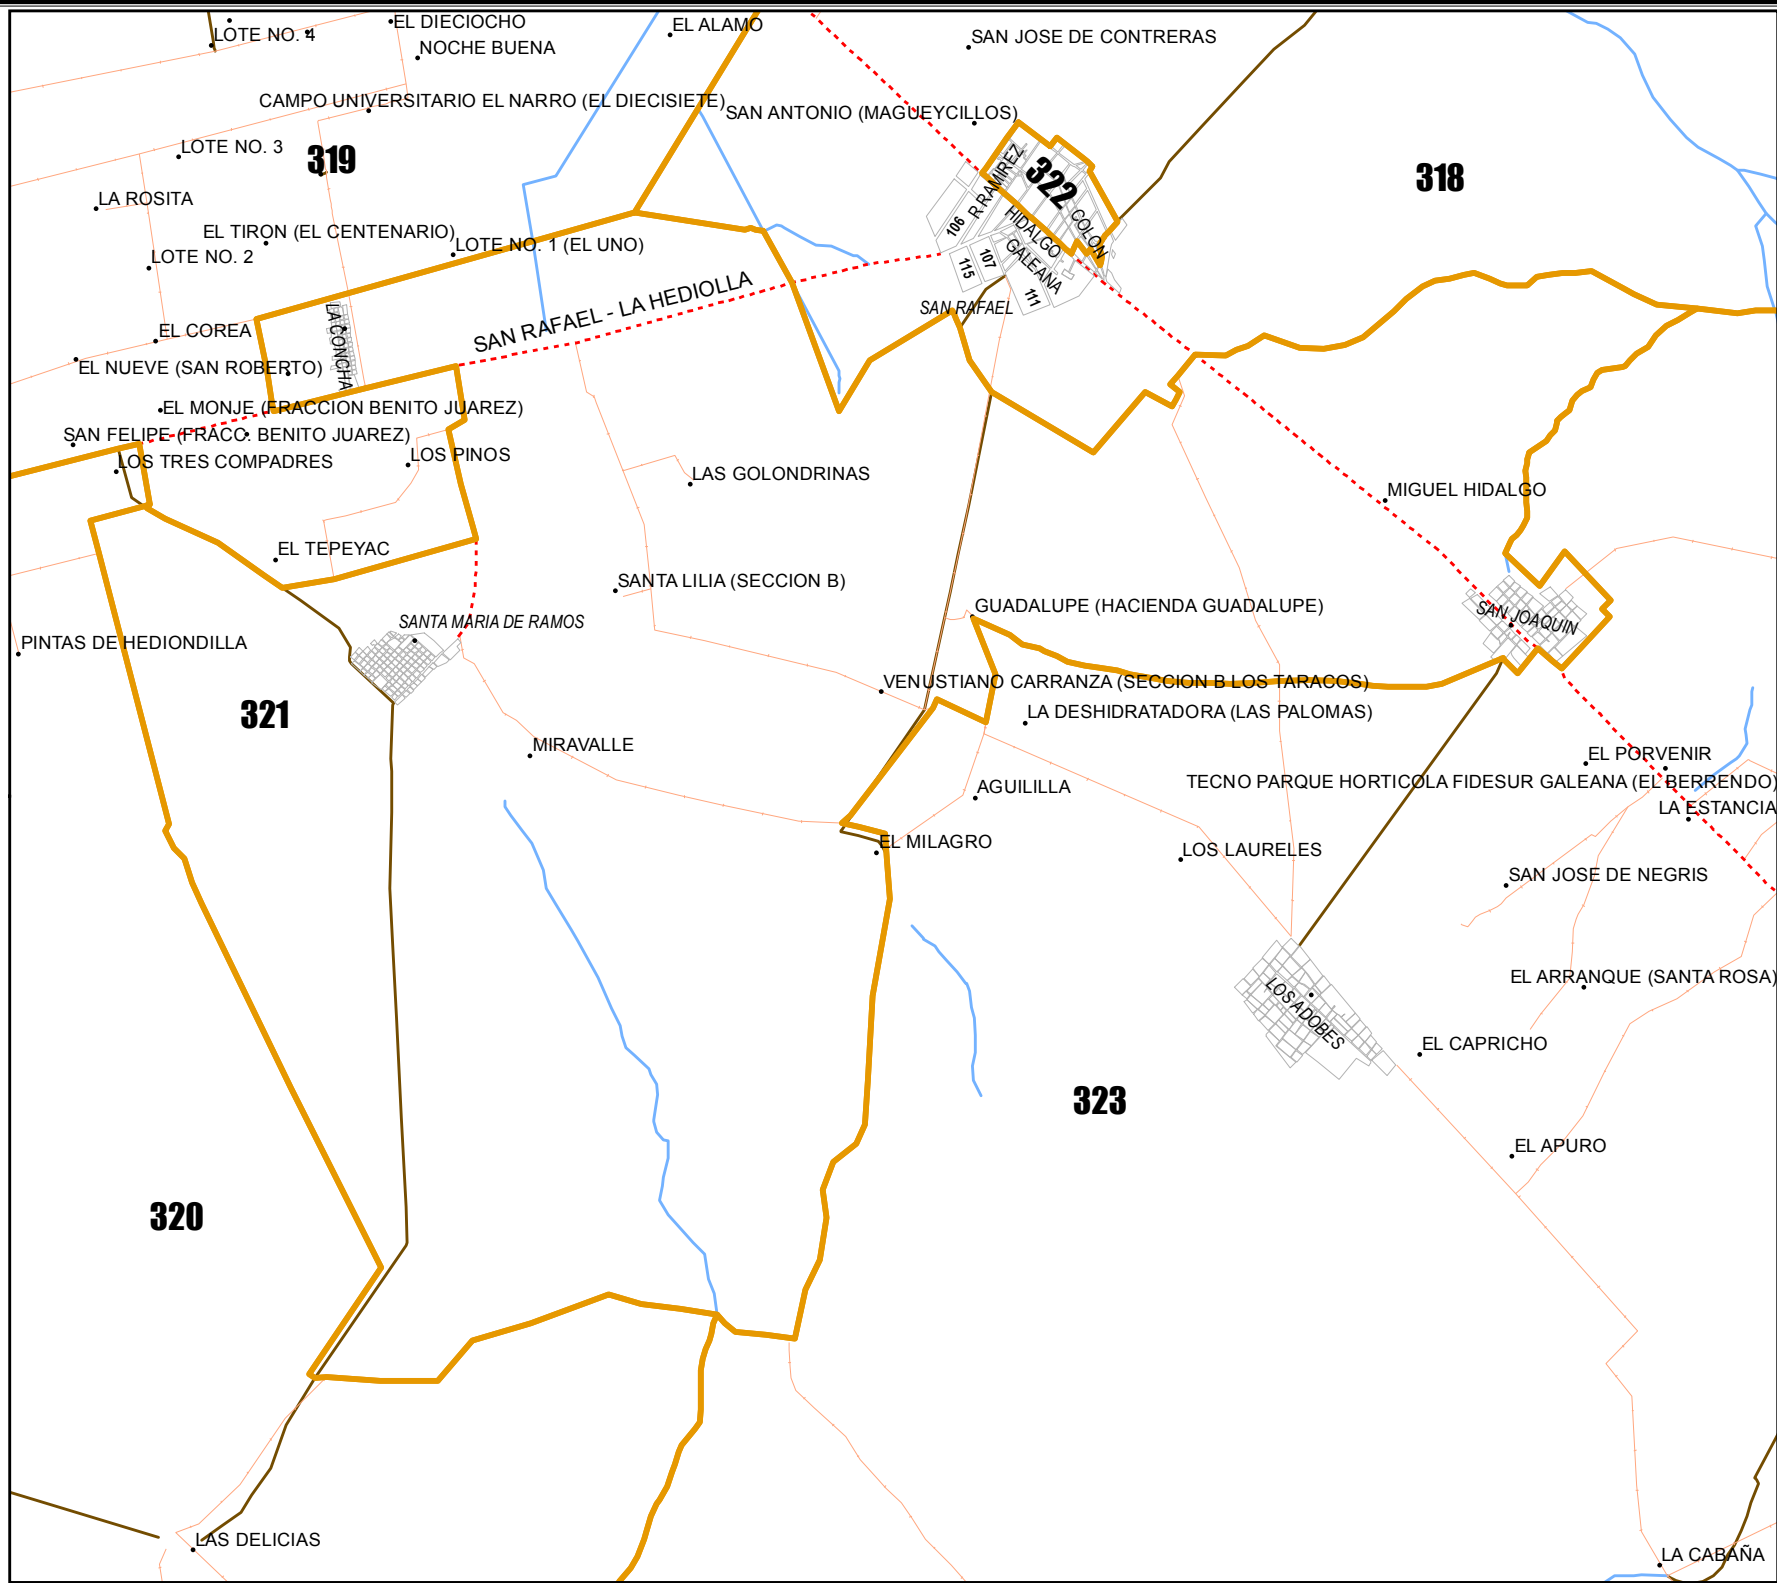 EL DIECIOCHO
EL ALAMO
LOTE NO. 4
SAN JOSE DE CONTRERAS
NOCHE BUENA
CAMPO UNIVERSITARIO EL NARRO (EL DIECISIETE)
SAN ANTONIO (MAGUEYCILLOS)
LOTE NO. 3
319
322
318
R RAMIREZ
LA ROSITA
106
HIDALGO
COLON
EL TIRON (EL CENTENARIO)
LOTE NO. 1 (EL UNO)
LOTE NO. 2
115
107
GALEANA
111
SAN RAFAEL - LA HEDIOLLA
SAN RAFAEL
EL COREA
LA CONCHA
EL NUEVE (SAN ROBERTO)
EL MONJE (FRACCION BENITO JUAREZ)
SAN FELIPE (FRACC. BENITO JUAREZ)
LOS TRES COMPADRES
LOS PINOS
LAS GOLONDRINAS
MIGUEL HIDALGO
EL TEPEYAC
SANTA LILIA (SECCION B)
GUADALUPE (HACIENDA GUADALUPE)
SAN JOAQUIN
SANTA MARIA DE RAMOS
PINTAS DE HEDIONDILLA
VENUSTIANO CARRANZA (SECCION B LOS TARACOS)
321
LA DESHIDRATADORA (LAS PALOMAS)
MIRAVALLE
EL PORVENIR
TECNO PARQUE HORTICOLA FIDESUR GALEANA (EL BERRENDO)
AGUILILLA
LA ESTANCIA
EL MILAGRO
LOS LAURELES
SAN JOSE DE NEGRIS
EL ARRANQUE (SANTA ROSA)
LOS ADOBES
EL CAPRICHO
323
EL APURO
320
LAS DELICIAS
LA CABAÑA